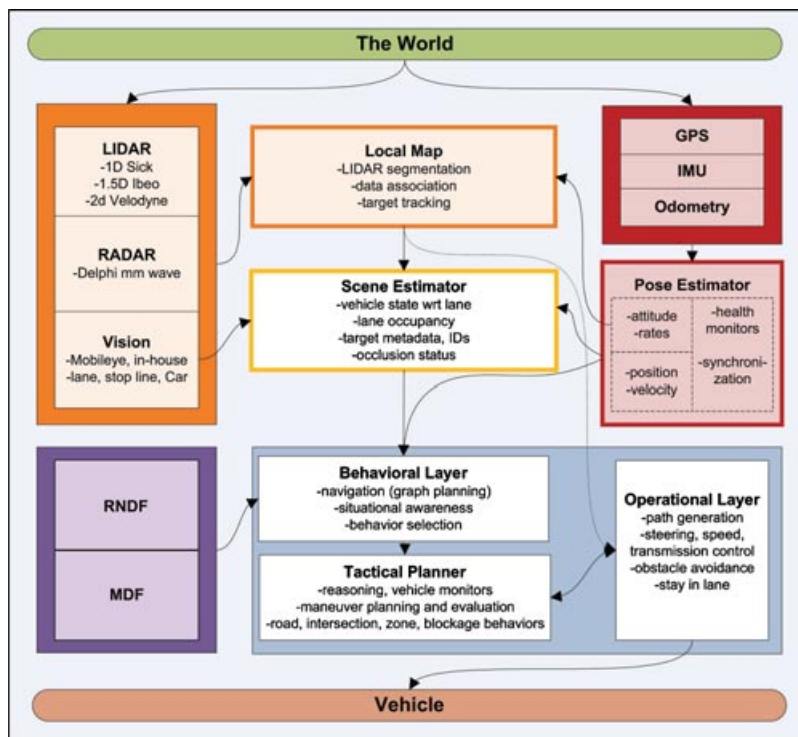 The World
LIDAR
-1D Sick
-1.5D Ibeo
-2d Velodyne
RADAR
-Delphi mm wave
Vision
-Mobileye, in-house
-lane, stop line, Car
Local Map
-LIDAR segmentation
-data association
-target tracking
GPS
IMU
Odometry
Scene Estimator
-vehicle state wrt lane
-lane occupancy
-target metadata, IDs
-occlusion status
Pose Estimator
-attitude
-rates
-health
monitors
-position
-velocity
-synchroni-
zation
RNDF
MDF
Behavioral Layer
-navigation (graph planning)
-situational awareness
-behavior selection
Tactical Planner
-reasoning, vehicle monitors
-maneuver planning and evaluation
-road, intersection, zone, blockage behaviors
Operational Layer
-path generation
-steering, speed,
transmission control
-obstacle avoidance
-stay in lane
Vehicle